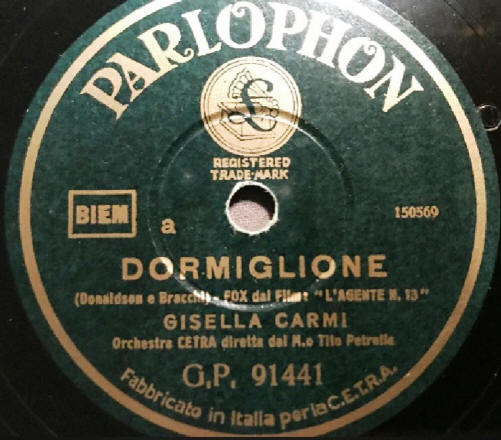 PARLOPHON
£
REGISTERED
TRADE-MARK
BIEM
a
150569
DORMIGLIONE
(Donaldson e Bracchi) - FOX dal Film: "L'AGENTE N. 13"
GISELLA CARMI
Orchestra CETRA diretta dal M.o Tito Petralia
G.P. 91441
Fabbricato in Italia per la C.E.T.R.A.